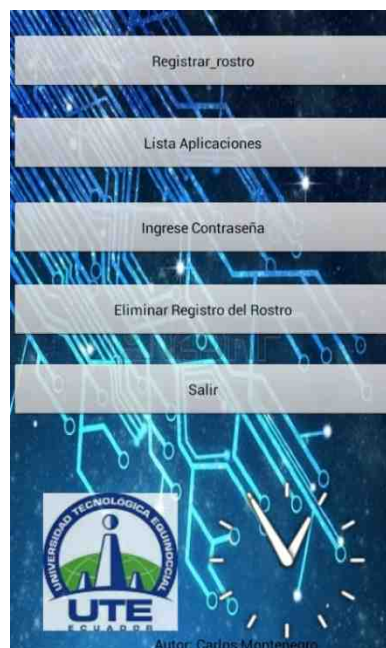 Registrar_rostro
Lista Aplicaciones
Ingrese Contraseña
Eliminar Registro del Rostro
Salir
UNIVERSIDAD TECNOLÓGICA EQUINOCCIAL
UTE
ECUADOR
Autor: Carlos Montenegro